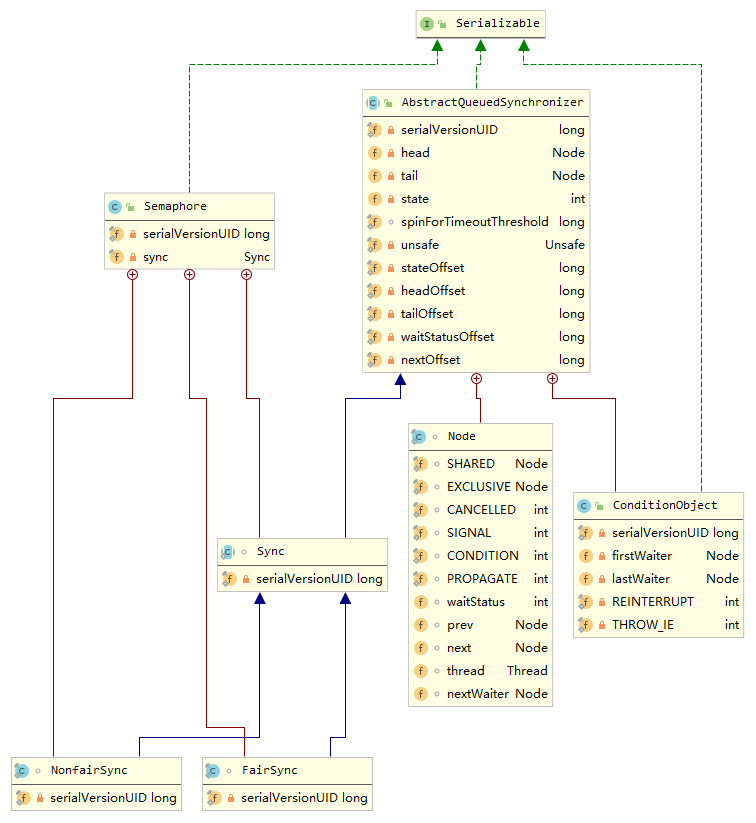 Serializable
AbstractQueuedSynchronizer
serialVersionUID long
head Node
tail Node
state int
spinForTimeoutThreshold long
unsafe Unsafe
stateOffset long
headOffset long
tailOffset long
waitStatusOffset long
nextOffset long
Semaphore
serialVersionUID long
sync Sync
Node
SHARED Node
EXCLUSIVE Node
CANCELLED int
SIGNAL int
CONDITION int
PROPAGATE int
waitStatus int
prev Node
next Node
thread Thread
nextWaiter Node
ConditionObject
serialVersionUID long
firstWaiter Node
lastWaiter Node
REINTERRUPT int
THROW_IE int
Sync
serialVersionUID long
NonfairSync
serialVersionUID long
FairSync
serialVersionUID long